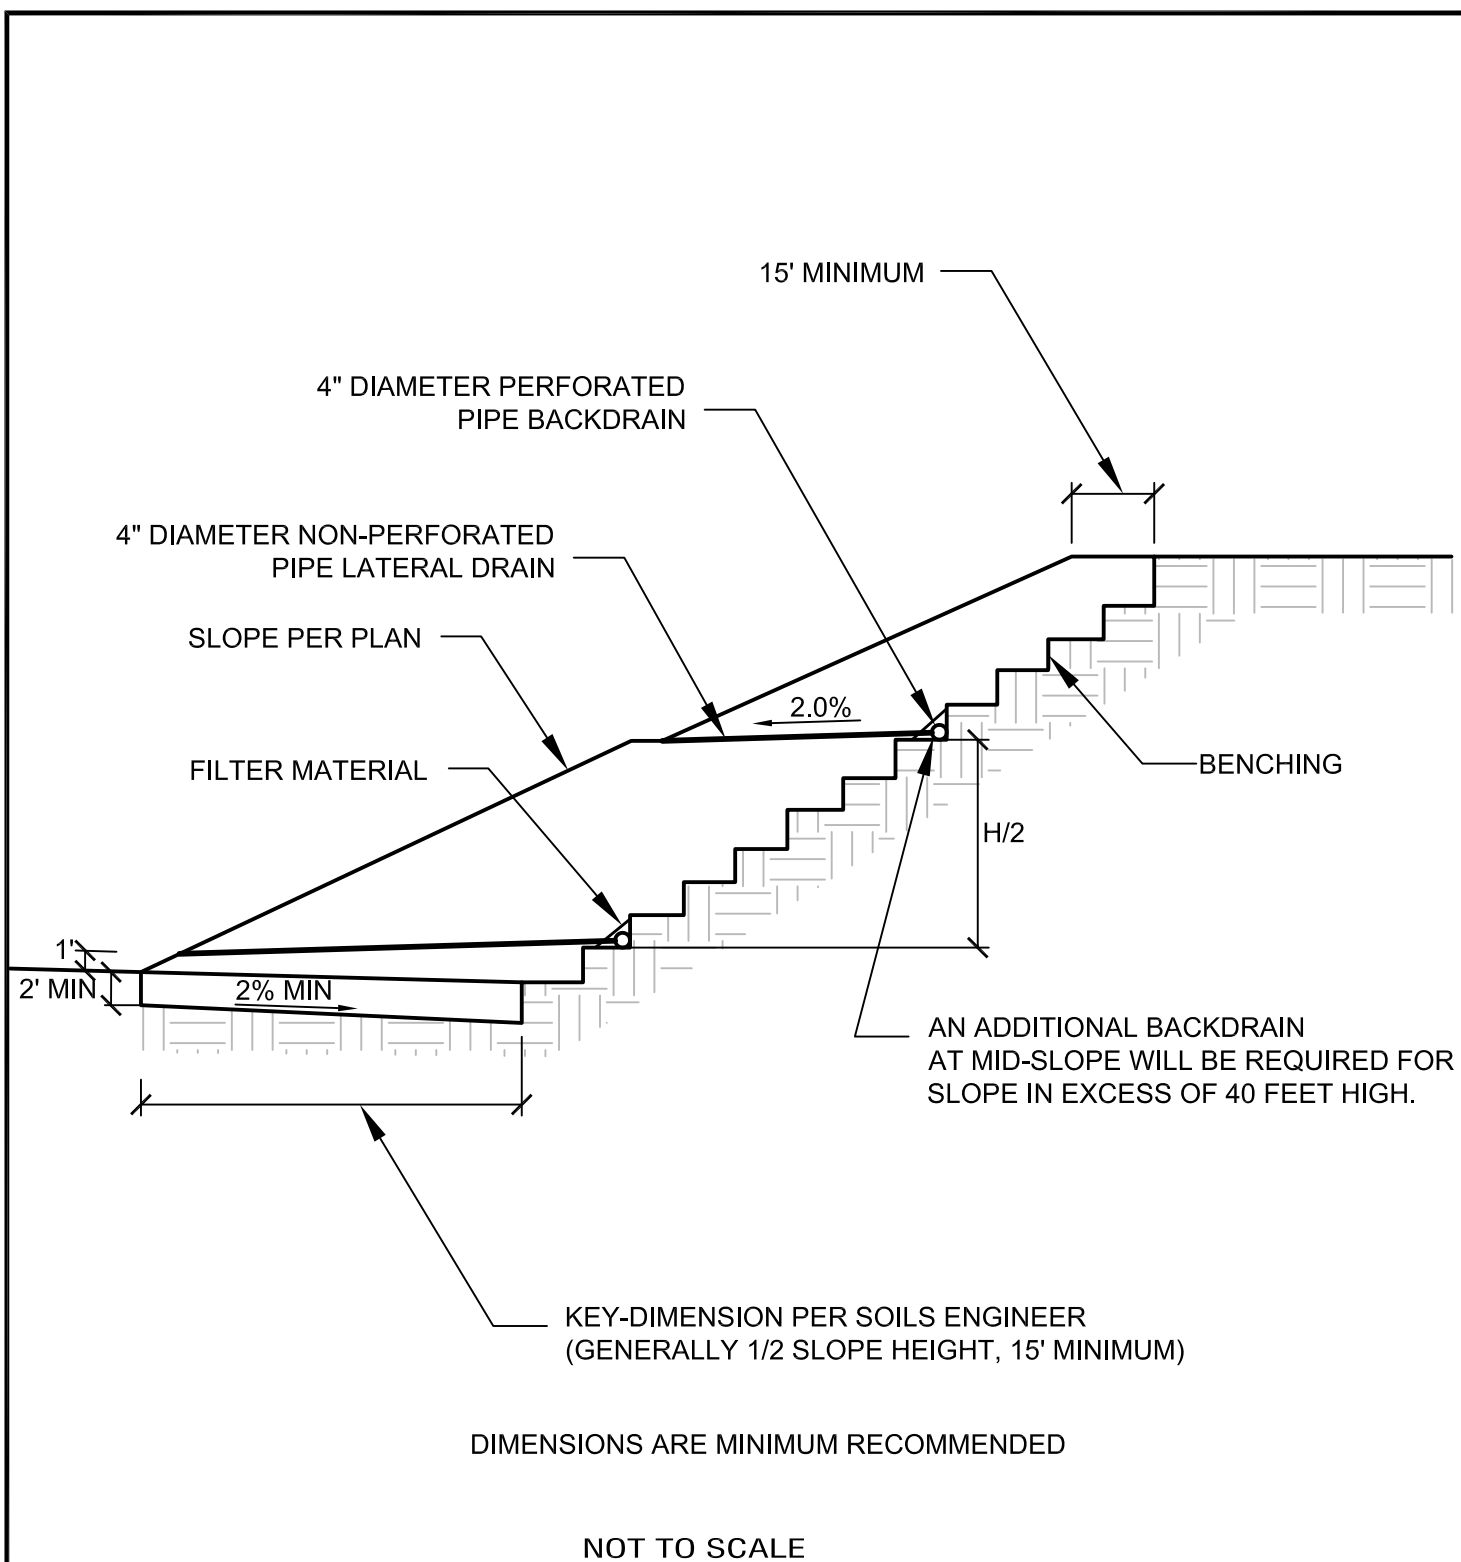 15' MINIMUM
4" DIAMETER PERFORATED
PIPE BACKDRAIN
4" DIAMETER NON-PERFORATED
PIPE LATERAL DRAIN
SLOPE PER PLAN
2.0%
FILTER MATERIAL
BENCHING
H/2
1'
2' MIN
2% MIN
AN ADDITIONAL BACKDRAIN
AT MID-SLOPE WILL BE REQUIRED FOR
SLOPE IN EXCESS OF 40 FEET HIGH.
KEY-DIMENSION PER SOILS ENGINEER
(GENERALLY 1/2 SLOPE HEIGHT, 15' MINIMUM)
DIMENSIONS ARE MINIMUM RECOMMENDED
NOT TO SCALE